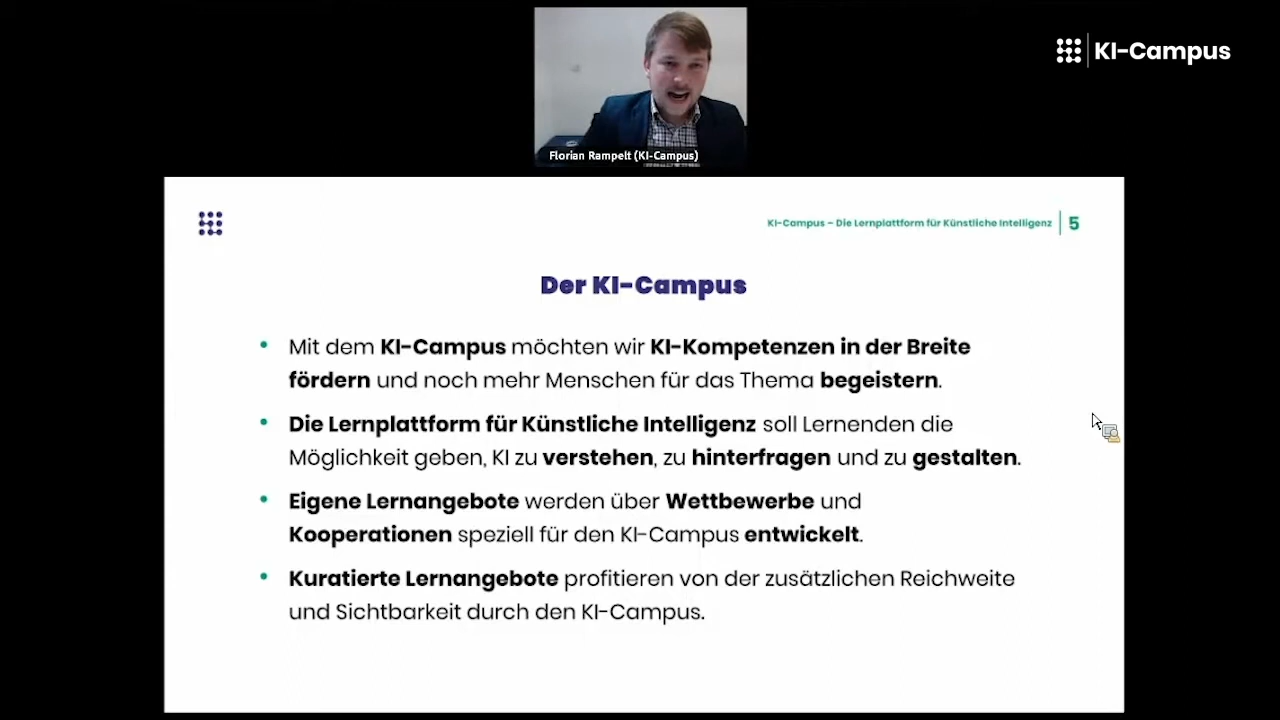 KI-Campus
Florian Rampelt (KI-Campus)
KI-Campus – Die Lernplattform für Künstliche Intelligenz
5
Der KI-Campus
• Mit dem KI-Campus möchten wir KI-Kompetenzen in der Breite
fördern und noch mehr Menschen für das Thema begeistern.
• Die Lernplattform für Künstliche Intelligenz soll Lernenden die
Möglichkeit geben, KI zu verstehen, zu hinterfragen und zu gestalten.
• Eigene Lernangebote werden über Wettbewerbe und
Kooperationen speziell für den KI-Campus entwickelt.
• Kuratierte Lernangebote profitieren von der zusätzlichen Reichweite
und Sichtbarkeit durch den KI-Campus.